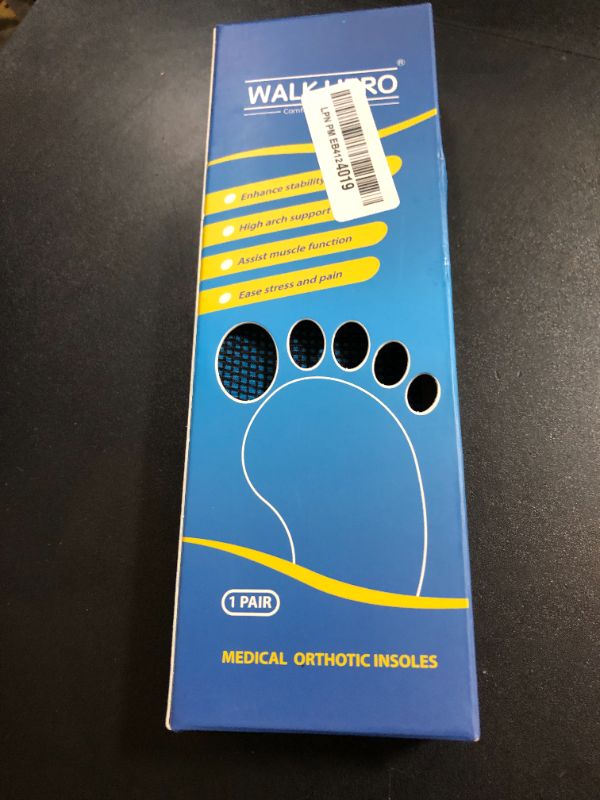 WALK HERO ®
LPN PM EB4124019
Enhance stability
High arch support
Assist muscle function
Ease stress and pain
1 PAIR
MEDICAL ORTHOTIC INSOLES